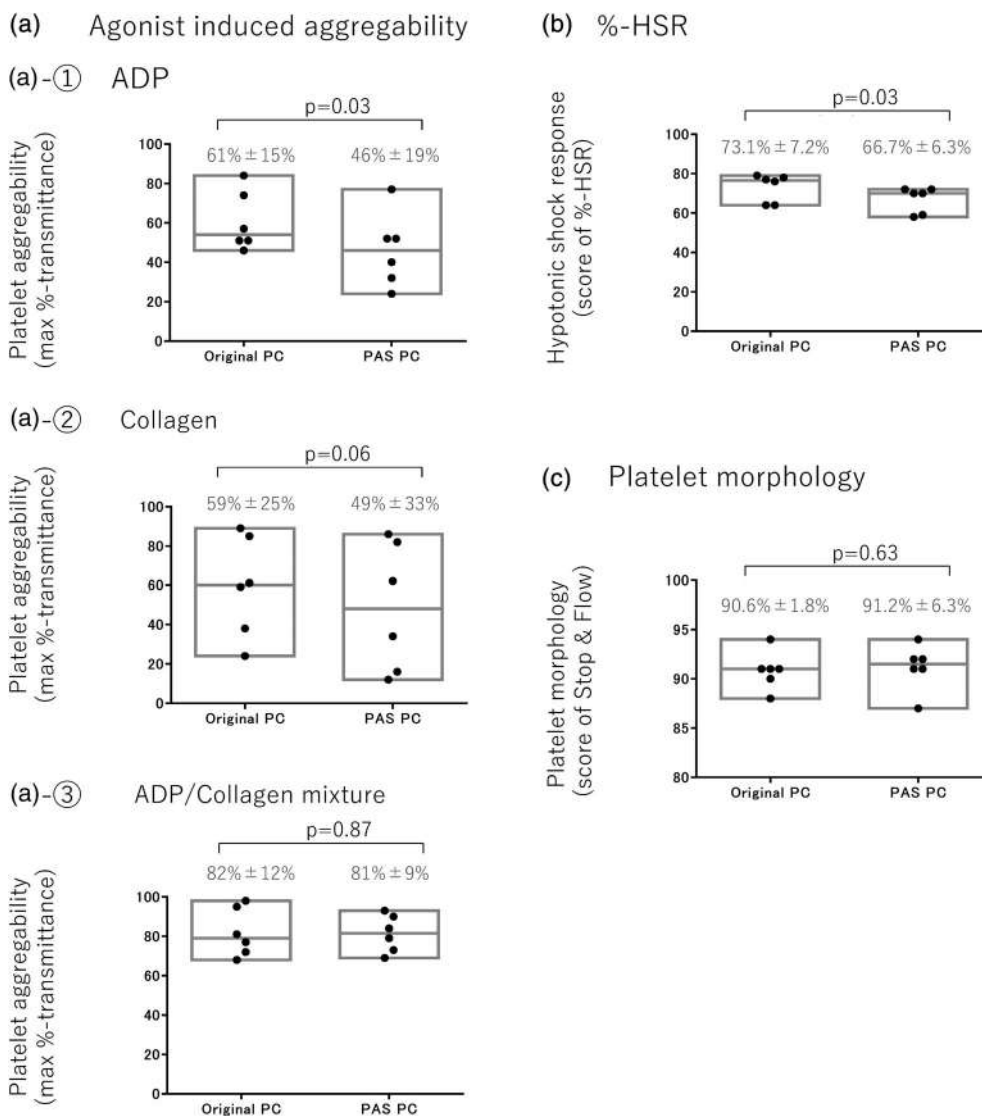 (a) Agonist induced aggregability
(a)-① ADP
p=0.03
61% ± 15% 46% ± 19%
Platelet aggregability
(max %-transmittance)
100
80
60
40
20
0
Original PC PAS PC
(a)-② Collagen
p=0.06
59% ± 25% 49% ± 33%
Platelet aggregability
(max %-transmittance)
100
80
60
40
20
0
Original PC PAS PC
(a)-③ ADP/Collagen mixture
p=0.87
82% ± 12% 81% ± 9%
Platelet aggregability
(max %-transmittance)
100
80
60
40
20
0
Original PC PAS PC
(b) %-HSR
p=0.03
73.1% ± 7.2% 66.7% ± 6.3%
Hypotonic shock response
(score of %-HSR)
100
80
60
40
20
0
Original PC PAS PC
(c) Platelet morphology
p=0.63
90.6% ± 1.8% 91.2% ± 6.3%
Platelet morphology
(score of Stop & Flow)
100
95
90
85
80
Original PC PAS PC